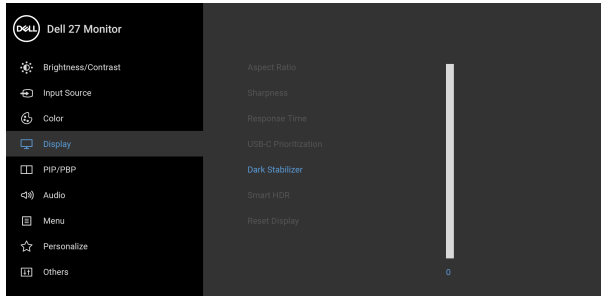 DELL Dell 27 Monitor
Brightness/Contrast
Aspect Ratio
Input Source
Sharpness
Color
Response Time
Display
USB-C Prioritization
PIP/PBP
Dark Stabilizer
Audio
Smart HDR
Menu
Reset Display
Personalize
Others
0